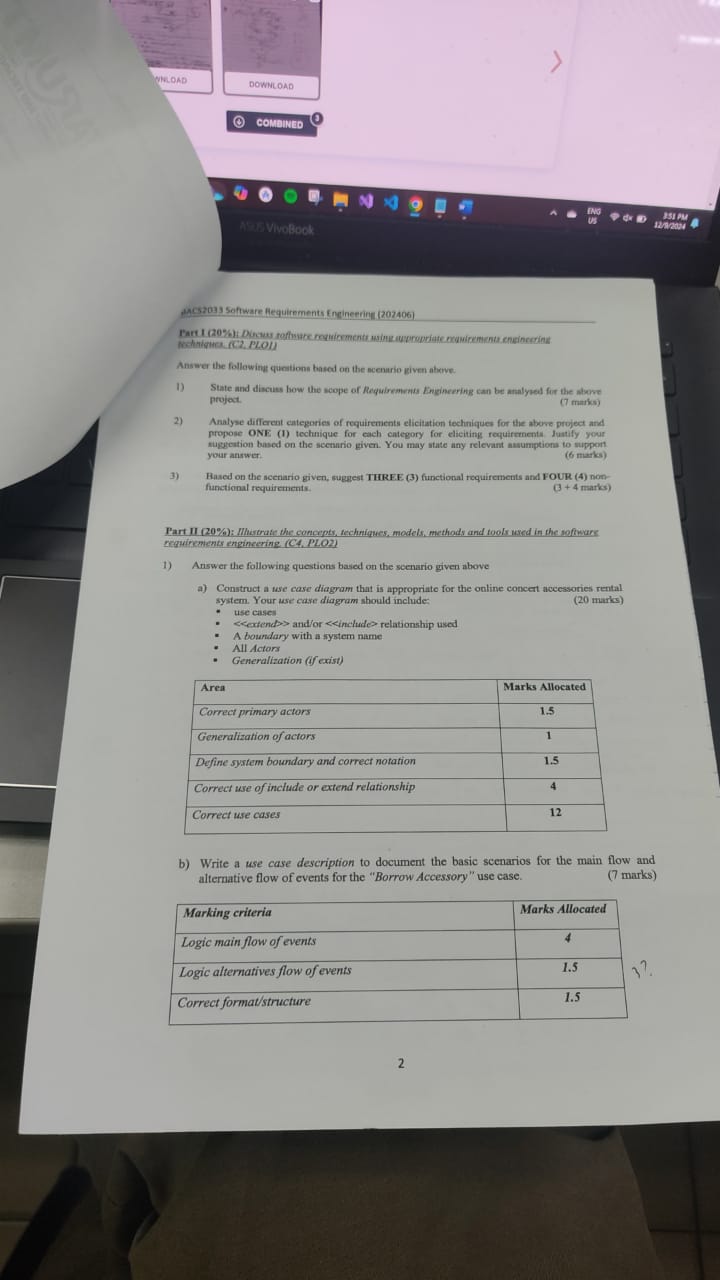 WNLOAD
DOWNLOAD
COMBINED
3
ENG
US
3:51 PM
12/9/2024
ASUS VivoBook
AACS2033 Software Requirements Engineering (202406)
Part I (20%): Discuss software requirements using appropriate requirements engineering
techniques. (C2, PLO1)
Answer the following questions based on the scenario given above.
1) State and discuss how the scope of Requirements Engineering can be analysed for the above
project. (7 marks)
2) Analyse different categories of requirements elicitation techniques for the above project and
propose ONE (1) technique for each category for eliciting requirements. Justify your
suggestion based on the scenario given. You may state any relevant assumptions to support
your answer. (6 marks)
3) Based on the scenario given, suggest THREE (3) functional requirements and FOUR (4) non-
functional requirements. (3 + 4 marks)
Part II (20%): Illustrate the concepts, techniques, models, methods and tools used in the software
requirements engineering. (C4, PLO2)
1) Answer the following questions based on the scenario given above
a) Construct a use case diagram that is appropriate for the online concert accessories rental
system. Your use case diagram should include: (20 marks)
▪ use cases
▪ <<extend>> and/or <<include> relationship used
▪ A boundary with a system name
▪ All Actors
▪ Generalization (if exist)
Area Marks Allocated
Correct primary actors 1.5
Generalization of actors 1
Define system boundary and correct notation 1.5
Correct use of include or extend relationship 4
Correct use cases 12
b) Write a use case description to document the basic scenarios for the main flow and
alternative flow of events for the "Borrow Accessory" use case. (7 marks)
Marking criteria Marks Allocated
Logic main flow of events 4
Logic alternatives flow of events 1.5 3?
Correct format/structure 1.5
2